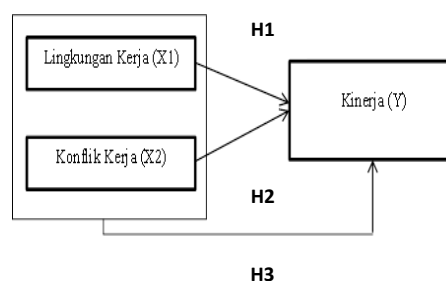 H1
Lingkungan Kerja (X1)
Kinerja (Y)
Konflik Kerja (X2)
H2
H3